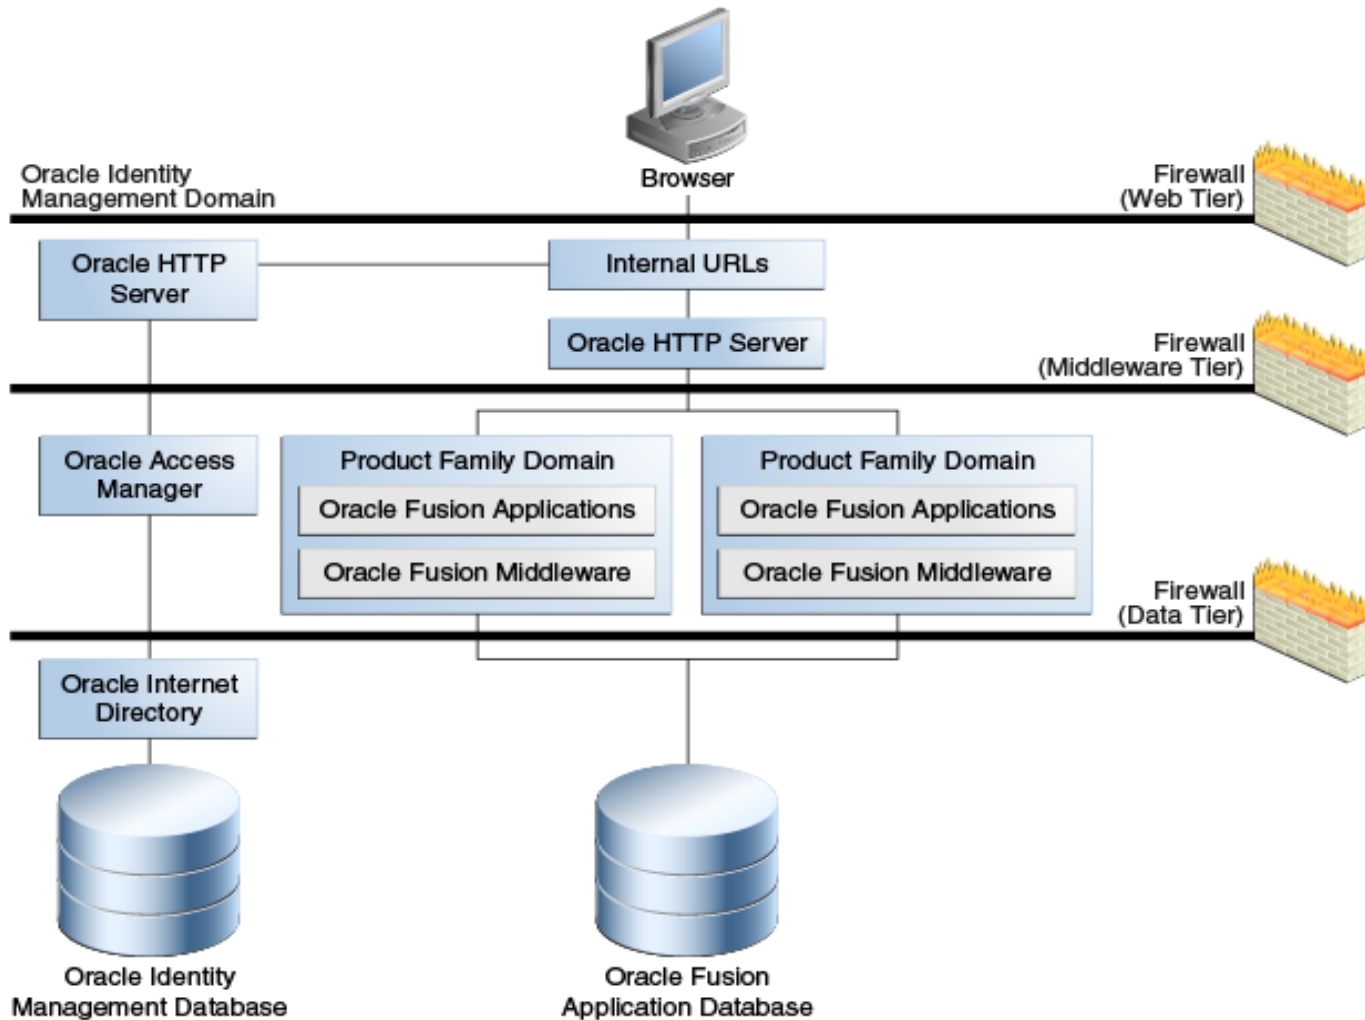 Browser
Oracle Identity
Management Domain
Firewall
(Web Tier)
Oracle HTTP
Server
Internal URLs
Oracle HTTP Server
Firewall
(Middleware Tier)
Oracle Access
Manager
Product Family Domain
Oracle Fusion Applications
Oracle Fusion Middleware
Product Family Domain
Oracle Fusion Applications
Oracle Fusion Middleware
Firewall
(Data Tier)
Oracle Internet
Directory
Oracle Identity
Management Database
Oracle Fusion
Application Database